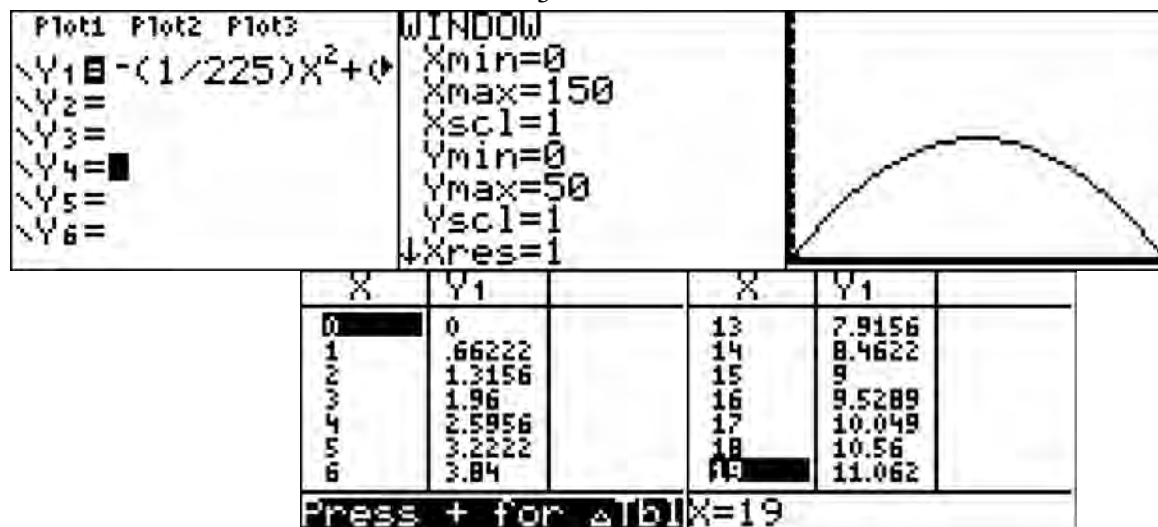 Plot1 Plot2 Plot3
\Y1=-(1/225)X²+(
\Y2=
\Y3=
\Y4=
\Y5=
\Y6=
WINDOW
Xmin=0
Xmax=150
Xscl=1
Ymin=0
Ymax=50
Yscl=1
↓Xres=1
X Y1
0 0
1 .66222
2 1.3156
3 1.96
4 2.5956
5 3.2222
6 3.84
Press + for △Tbl
X Y1
13 7.9156
14 8.4622
15 9
16 9.5289
17 10.049
18 10.56
19 11.062
X=19